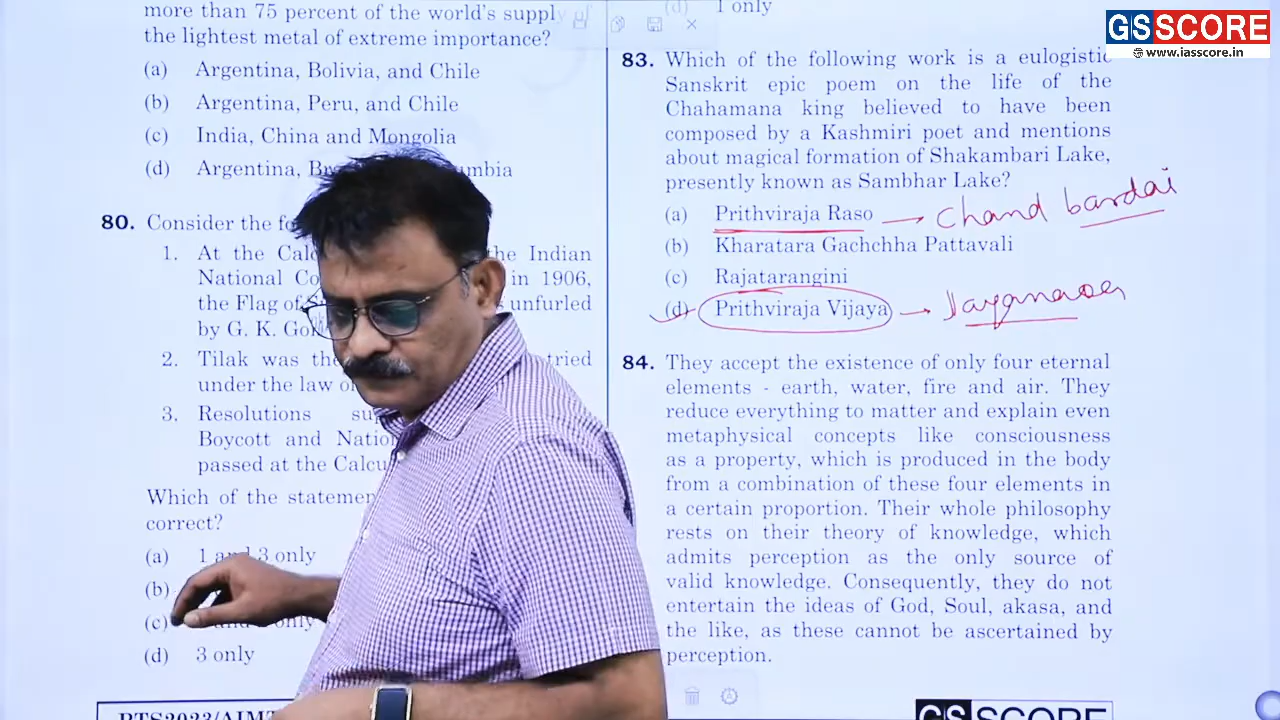 more than 75 percent of the world's supply of
the lightest metal of extreme importance?
(a) Argentina, Bolivia, and Chile
(b) Argentina, Peru, and Chile
(c) India, China and Mongolia
(d) Argentina,
80. Consider the
1. At the the Indian
National in 1906,
the Flag of unfurled
by G. K.
2. Tilak was the tried
under the law
3. Resolutions
Boycott and
passed at the
Which of the
correct?
(a) 1 and 3 only
(b)
(c) only
(d) 3 only
(d) 1 only
83. Which of the following work is a eulogistic
Sanskrit epic poem on the life of the
Chahamana king believed to have been
composed by a Kashmiri poet and mentions
about magical formation of Shakambari Lake,
presently known as Sambhar Lake?
(a) Prithviraja Raso → Chand bardai
(b) Kharatara Gachchha Pattavali
(c) Rajatarangini
(d) Prithviraja Vijaya →
84. They accept the existence of only four eternal
elements - earth, water, fire and air. They
reduce everything to matter and explain even
metaphysical concepts like consciousness
as a property, which is produced in the body
from a combination of these four elements in
a certain proportion. Their whole philosophy
rests on their theory of knowledge, which
admits perception as the only source of
valid knowledge. Consequently, they do not
entertain the ideas of God, Soul, akasa, and
the like, as these cannot be ascertained by
perception.
GS SCORE
GSSCORE
www.iasscore.in